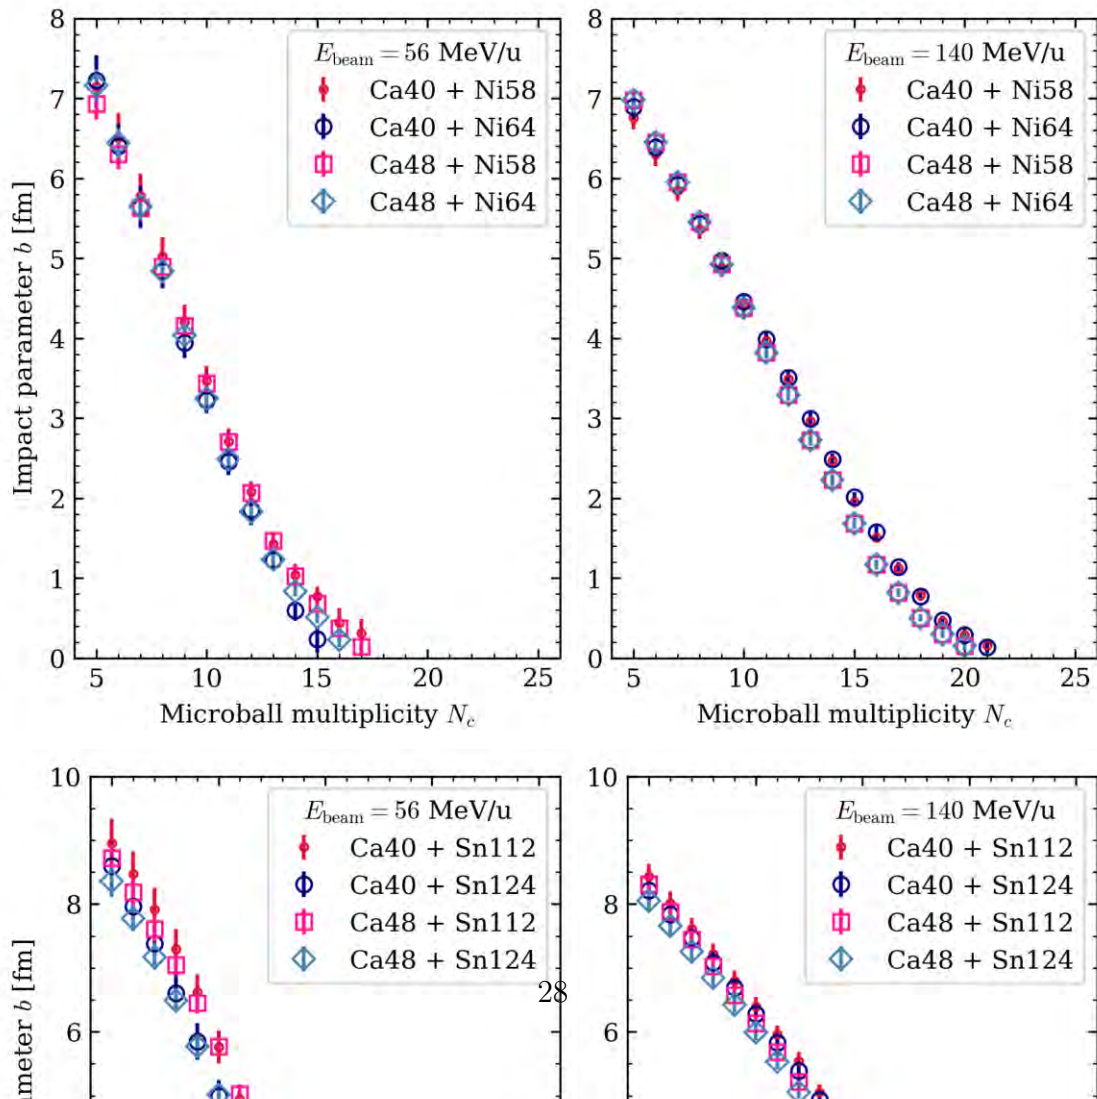 8
7
6
5
4
3
2
1
0
Impact parameter b [fm]
E_beam = 56 MeV/u
Ca40 + Ni58
Ca40 + Ni64
Ca48 + Ni58
Ca48 + Ni64
5 10 15 20 25
Microball multiplicity N_c
8
7
6
5
4
3
2
1
0
E_beam = 140 MeV/u
Ca40 + Ni58
Ca40 + Ni64
Ca48 + Ni58
Ca48 + Ni64
5 10 15 20 25
Microball multiplicity N_c
10
8
6
ameter b [fm]
E_beam = 56 MeV/u
Ca40 + Sn112
Ca40 + Sn124
Ca48 + Sn112
Ca48 + Sn124
28
10
8
6
E_beam = 140 MeV/u
Ca40 + Sn112
Ca40 + Sn124
Ca48 + Sn112
Ca48 + Sn124